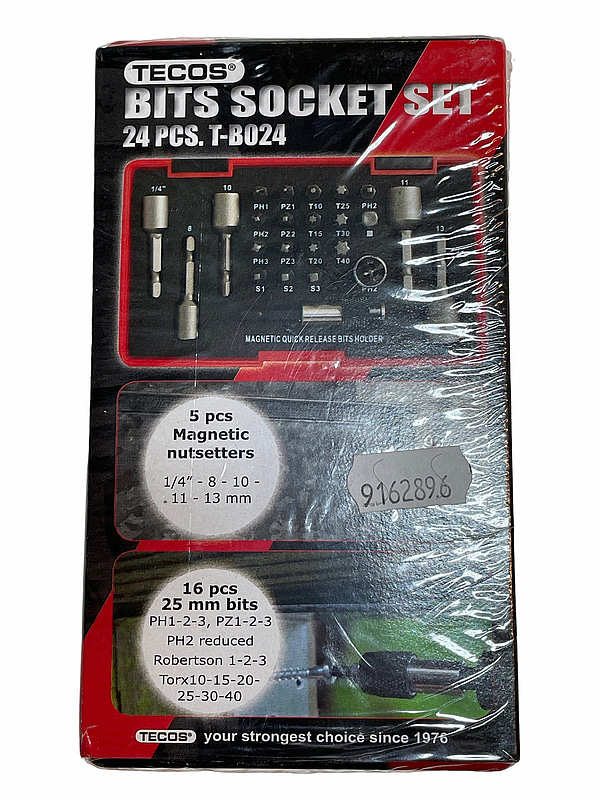 TECOS®
BITS SOCKET SET
24 PCS. T-B024
1/4" 8 10 11 13
PH1 PZ1 T10 T25 PH2
PH2 PZ2 T15 T30
PH3 PZ3 T20 T40
S1 S2 S3 PH2
MAGNETIC QUICK RELEASE BITS HOLDER
5 pcs
Magnetic
nutsetters
1/4" - 8 - 10 -
11 - 13 mm
916289.6
16 pcs
25 mm bits
PH1-2-3, PZ1-2-3
PH2 reduced
Robertson 1-2-3
Torx10-15-20-
25-30-40
TECOS® your strongest choice since 1976